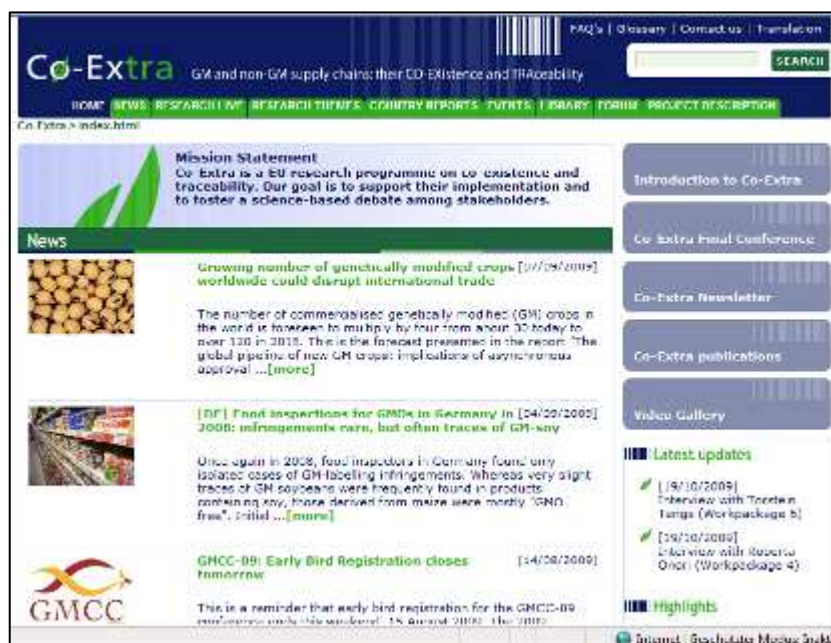 FAQ's | Glossary | Contact us | Translation
Co-Extra GM and non-GM supply chains: their CO-EXistence and TRAceability
SEARCH
HOME NEWS RESEARCH LIVE RESEARCH THEMES COUNTRY REPORTS EVENTS LIBRARY FORUM PROJECT DESCRIPTION
Co-Extra > index.html
Mission Statement
Co-Extra is a EU research programme on co-existence and
traceability. Our goal is to support their implementation and
to foster a science-based debate among stakeholders.
News
Growing number of genetically modified crops [07/09/2009]
worldwide could disrupt international trade
The number of commercialised genetically modified (GM) crops in
the world is foreseen to multiply by four from about 30 today to
over 120 in 2015. This is the forecast presented in the report "The
global pipeline of new GM crops: implications of asynchronous
approval ...[more]
[DE] Food inspections for GMOs in Germany in [04/09/2009]
2008: infringements rare, but often traces of GM-soy
Once again in 2008, food inspectors in Germany found only
isolated cases of GM-labelling infringements. Whereas very slight
traces of GM soybeans were frequently found in products
containing soy, those derived from maize were mostly "GMO
free". Initial ...[more]
GMCC
GMCC-09: Early Bird Registration closes [14/08/2009]
tomorrow
This is a reminder that early bird registration for the GMCC-09
conference ends this weekend, 15 August 2009. The 2009
Introduction to Co-Extra
Co-Extra Final Conference
Co-Extra Newsletter
Co-Extra publications
Video Gallery
Latest updates
[19/10/2009]
Interview with Torstein
Tengs (Workpackage 5)
[19/10/2009]
Interview with Roberta
Onori (Workpackage 4)
Highlights
Internet | Geschützter Modus: